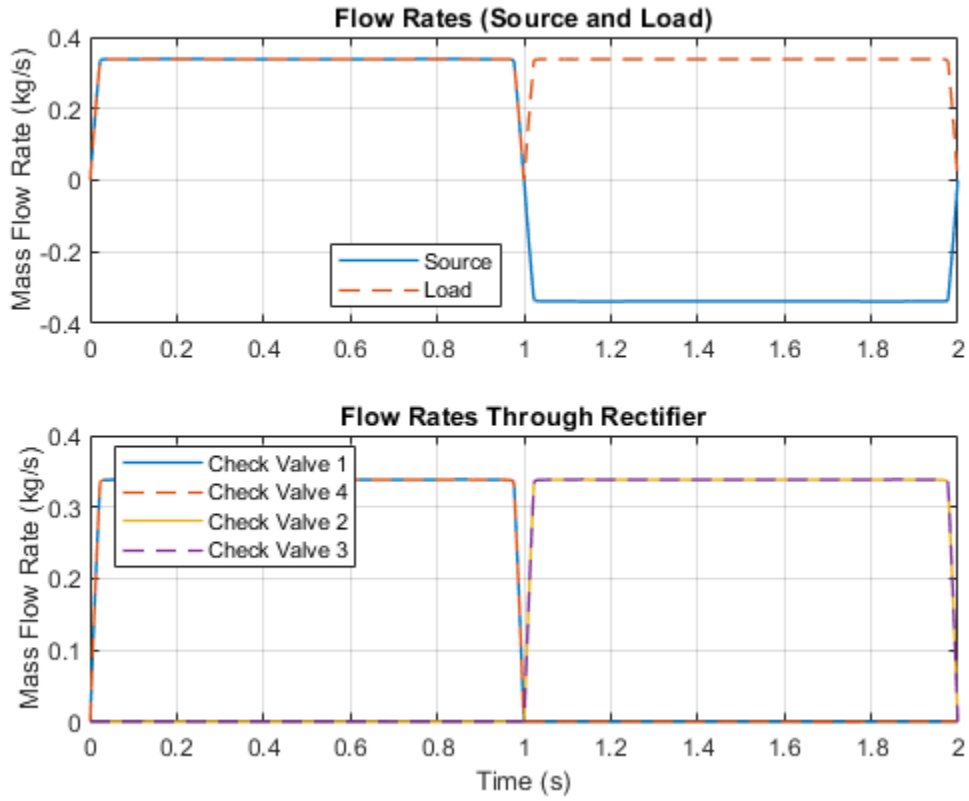 Flow Rates (Source and Load)
Mass Flow Rate (kg/s)
0.4
0.2
0
-0.2
-0.4
Source
Load
0 0.2 0.4 0.6 0.8 1 1.2 1.4 1.6 1.8 2
Flow Rates Through Rectifier
Mass Flow Rate (kg/s)
0.4
0.3
0.2
0.1
0
Check Valve 1
Check Valve 4
Check Valve 2
Check Valve 3
0 0.2 0.4 0.6 0.8 1 1.2 1.4 1.6 1.8 2
Time (s)